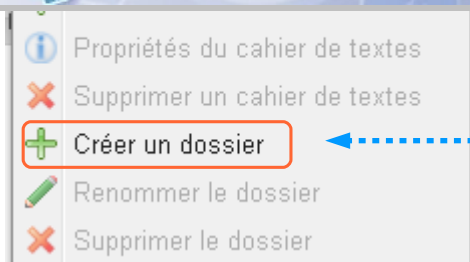 Propriétés du cahier de textes
Supprimer un cahier de textes
Créer un dossier
Renommer le dossier
Supprimer le dossier